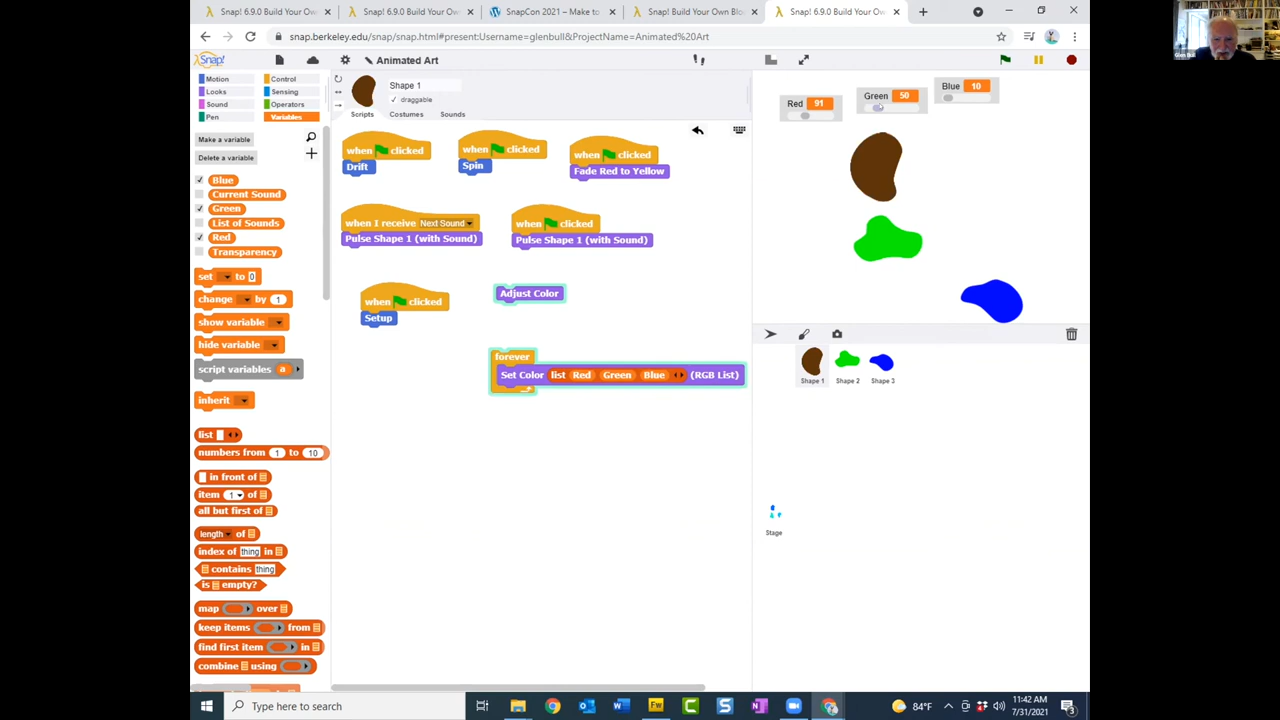 Snap! 6.9.0 Build Your Own Blo
Snap! 6.9.0 Build Your Own Blo
SnapCon 2021 – Make to
Snap! Build Your Own Blo
Snap! 6.9.0 Build Your Own Blo
snap.berkeley.edu/snap/snap.html#present:Username=glenbull&ProjectName=Animated%20Art
Snap!
Animated Art
Motion
Control
Looks
Sensing
Sound
Operators
Pen
Variables
Make a variable
Delete a variable
Blue
Current Sound
Green
List of Sounds
Red
Transparency
set to 0
change by 1
show variable
hide variable
script variables a
inherit
list
numbers from 1 to 10
in front of
item 1 of
all but first of
length of
index of thing in
contains thing
is empty?
map over
keep items from
find first item in
combine using
Shape 1
draggable
Scripts
Costumes
Sounds
when clicked
Drift
when clicked
Spin
when clicked
Fade Red to Yellow
when I receive Next Sound
Pulse Shape 1 (with Sound)
when clicked
Pulse Shape 1 (with Sound)
when clicked
Setup
Adjust Color
forever
Set Color list Red Green Blue (RGB List)
Red 91
Green 50
Blue 10
Shape 1
Shape 2
Shape 3
Stage
Type here to search
84°F
11:42 AM
7/31/2021
3